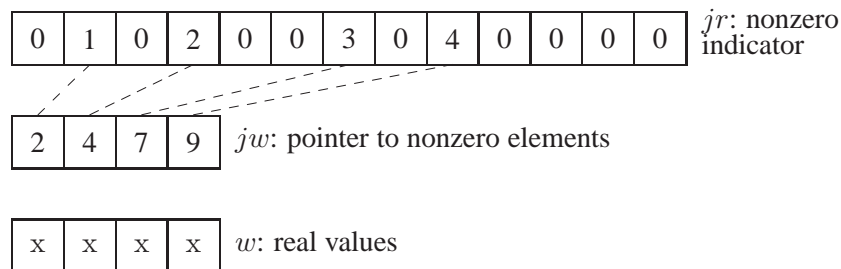 0 1 0 2 0 0 3 0 4 0 0 0 0 jr: nonzero
indicator
2 4 7 9 jw: pointer to nonzero elements
x x x x w: real values